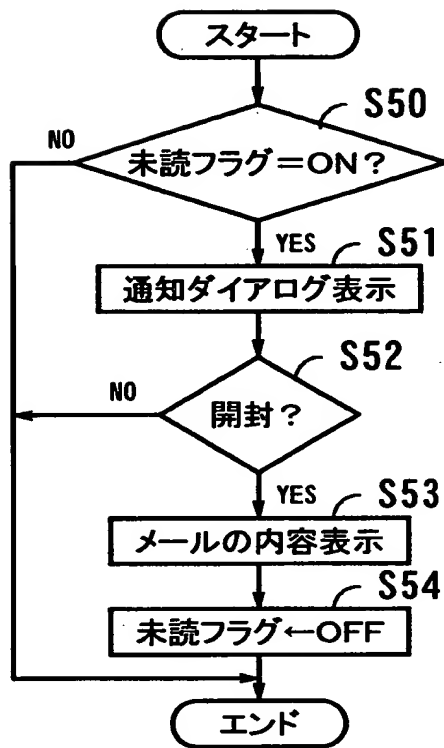 スタート
S50
NO
未読フラグ=ON?
YES
S51
通知ダイアログ表示
S52
NO
開封?
YES
S53
メールの内容表示
S54
未読フラグ←OFF
エンド